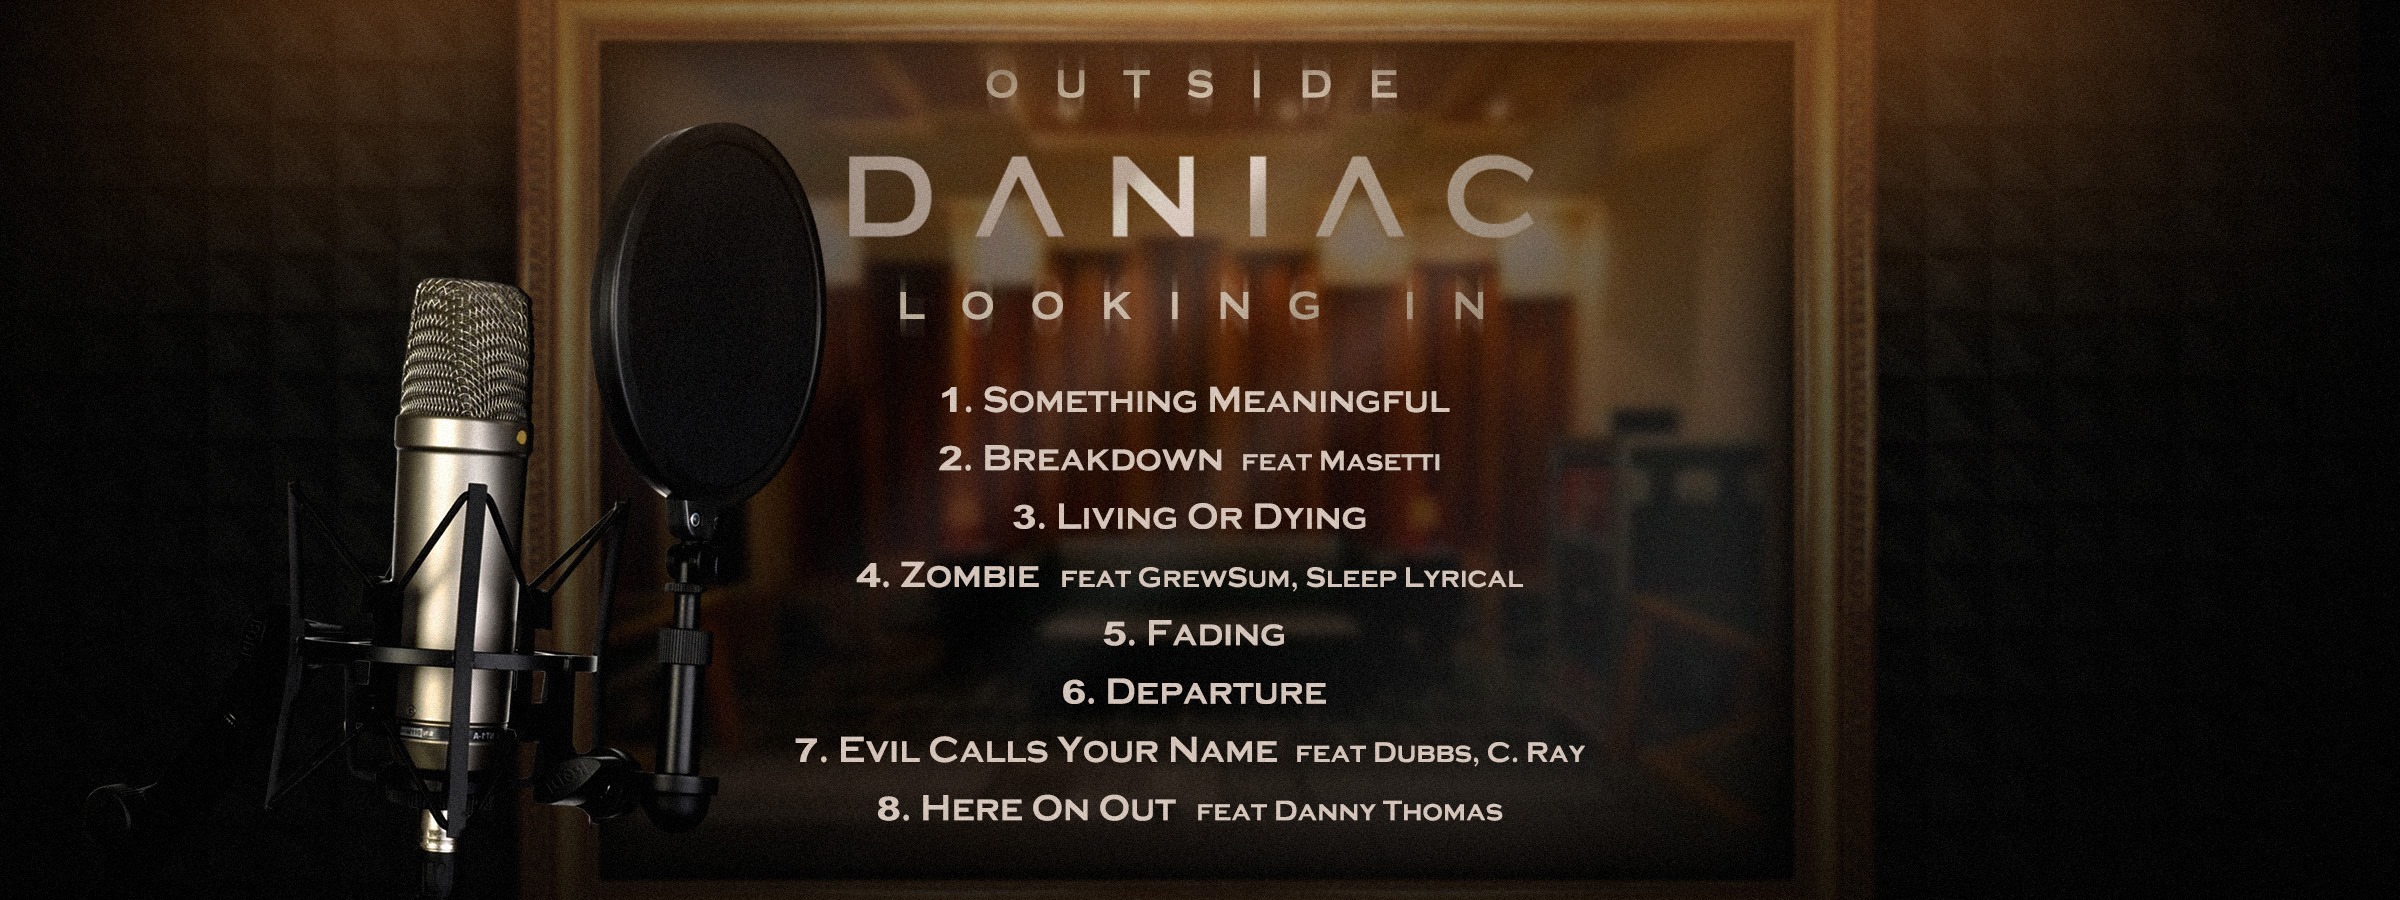 OUTSIDE
DANIAC
LOOKING IN
1. SOMETHING MEANINGFUL
2. BREAKDOWN FEAT MASETTI
3. LIVING OR DYING
4. ZOMBIE FEAT GREWSUM, SLEEP LYRICAL
5. FADING
6. DEPARTURE
7. EVIL CALLS YOUR NAME FEAT DUBBS, C. RAY
8. HERE ON OUT FEAT DANNY THOMAS